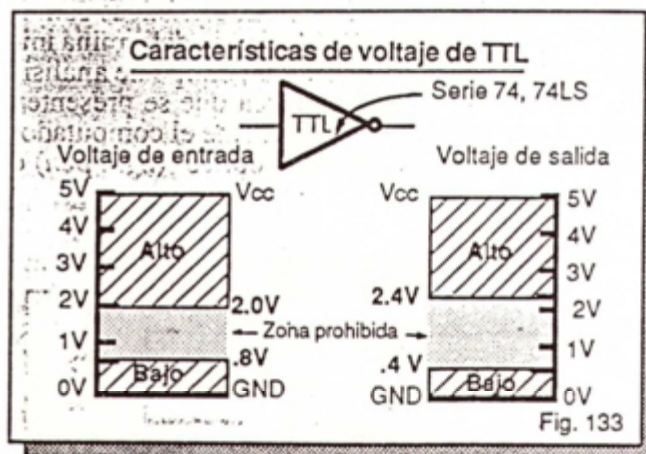 Características de voltaje de TTL
Serie 74, 74LS
TTL
Voltaje de entrada
Voltaje de salida
5V
4V
3V
2V
1V
0V
Alto
Bajo
Vcc
2.0V
.8V
GND
Zona prohibida
Vcc
2.4V
.4V
GND
Alto
Bajo
5V
4V
3V
2V
1V
0V
Fig. 133